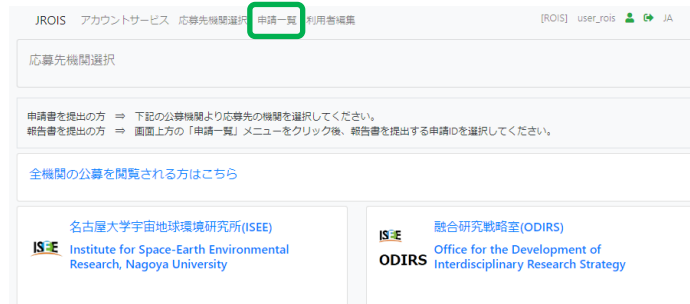 JROIS アカウントサービス 応募先機関選択 申請一覧 利用者編集 [ROIS] user_rois JA
応募先機関選択
申請書を提出の方 ⇒ 下記の公募機関より応募先の機関を選択してください。
報告書を提出の方 ⇒ 画面上方の「申請一覧」メニューをクリック後、報告書を提出する申請IDを選択してください。
全機関の公募を閲覧される方はこちら
ISEE
名古屋大学宇宙地球環境研究所(ISEE)
Institute for Space-Earth Environmental
Research, Nagoya University
ISEE
ODIRS
融合研究戦略室(ODIRS)
Office for the Development of
Interdisciplinary Research Strategy